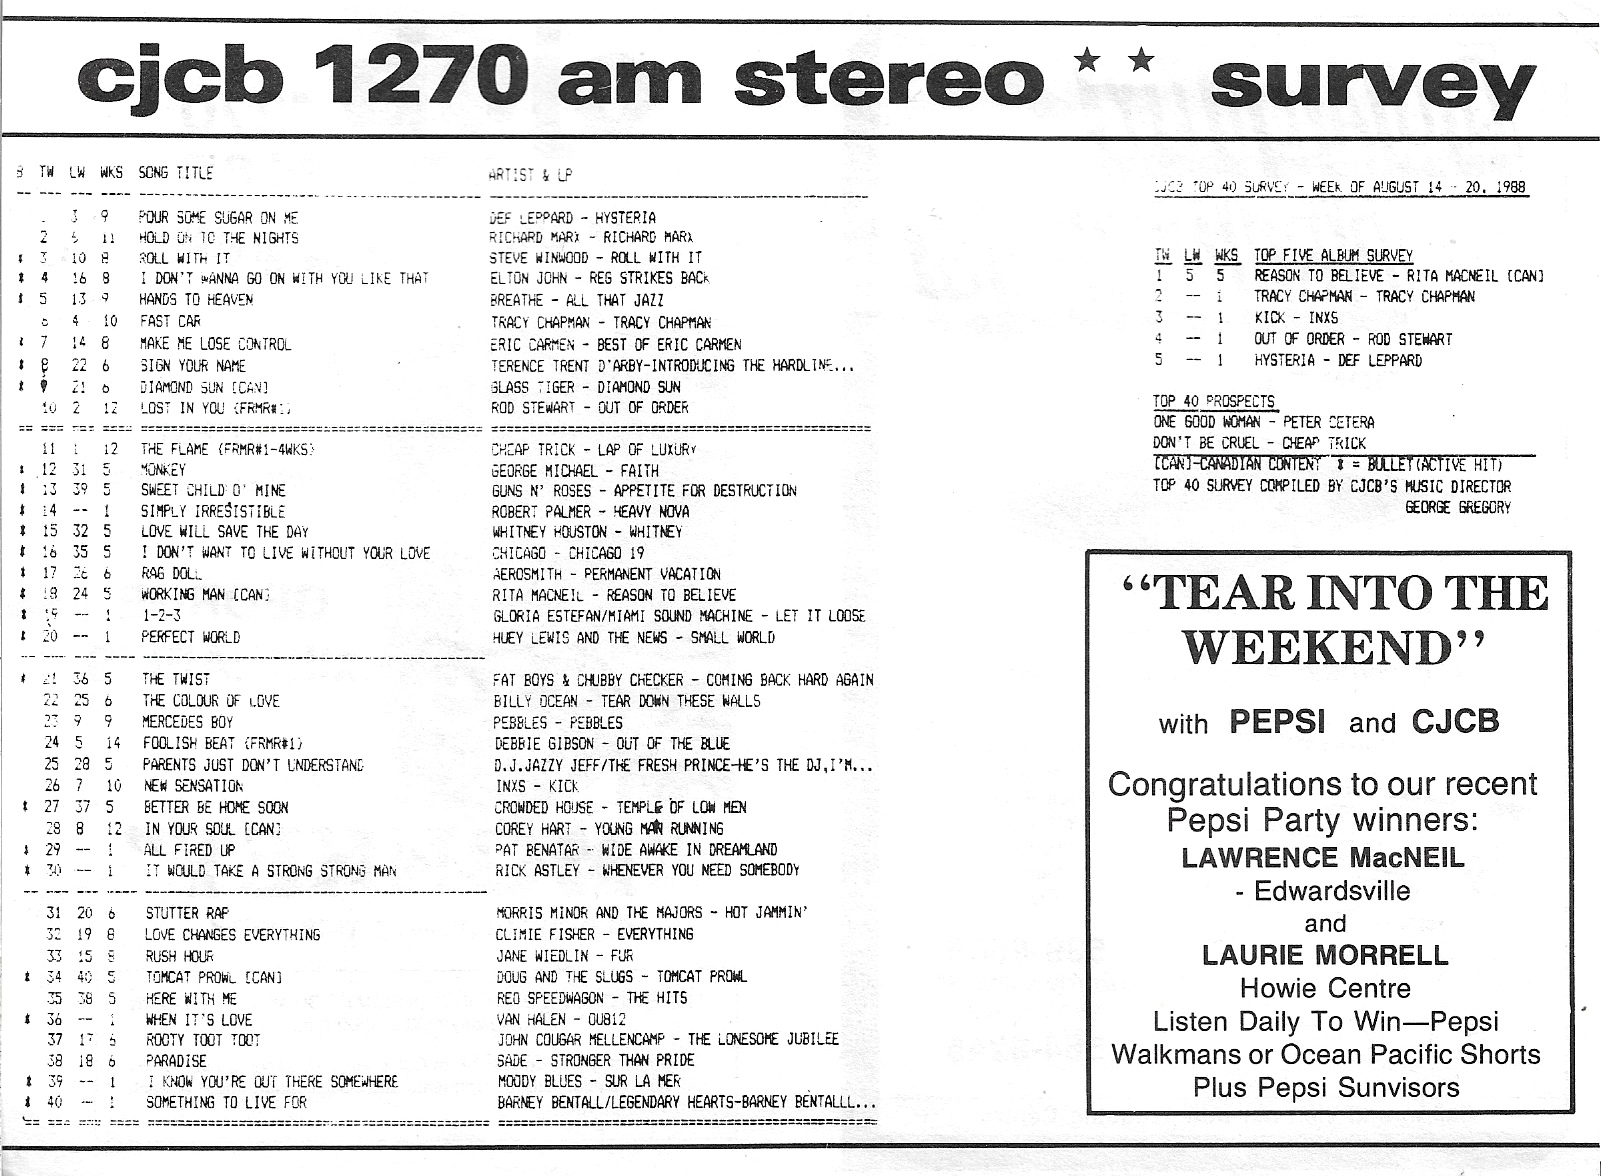 cjcb 1270 am stereo ★ ★ survey
B TW LW WKS SONG TITLE ARTIST & LP
3 9 POUR SOME SUGAR ON ME DEF LEPPARD - HYSTERIA
2 11 HOLD ON TO THE NIGHTS RICHARD MARX - RICHARD MARX
* 3 10 8 ROLL WITH IT STEVE WINWOOD - ROLL WITH IT
* 4 16 8 I DON'T WANNA GO ON WITH YOU LIKE THAT ELTON JOHN - REG STRIKES BACK
* 5 13 9 HANDS TO HEAVEN BREATHE - ALL THAT JAZZ
6 4 10 FAST CAR TRACY CHAPMAN - TRACY CHAPMAN
* 7 14 8 MAKE ME LOSE CONTROL ERIC CARMEN - BEST OF ERIC CARMEN
* 8 22 6 SIGN YOUR NAME TERENCE TRENT D'ARBY-INTRODUCING THE HARDLINE...
* 9 21 6 DIAMOND SUN [CAN] GLASS TIGER - DIAMOND SUN
10 2 12 LOST IN YOU (FRMR#1) ROD STEWART - OUT OF ORDER
11 1 12 THE FLAME (FRMR#1-4WKS) CHEAP TRICK - LAP OF LUXURY
* 12 31 5 MONKEY GEORGE MICHAEL - FAITH
* 13 39 5 SWEET CHILD O' MINE GUNS N' ROSES - APPETITE FOR DESTRUCTION
* 14 -- 1 SIMPLY IRRESISTIBLE ROBERT PALMER - HEAVY NOVA
* 15 32 5 LOVE WILL SAVE THE DAY WHITNEY HOUSTON - WHITNEY
* 16 35 5 I DON'T WANT TO LIVE WITHOUT YOUR LOVE CHICAGO - CHICAGO 19
* 17 26 6 RAG DOLL AEROSMITH - PERMANENT VACATION
* 18 24 5 WORKING MAN [CAN] RITA MACNEIL - REASON TO BELIEVE
* 19 -- 1 1-2-3 GLORIA ESTEFAN/MIAMI SOUND MACHINE - LET IT LOOSE
* 20 -- 1 PERFECT WORLD HUEY LEWIS AND THE NEWS - SMALL WORLD
* 21 36 5 THE TWIST FAT BOYS & CHUBBY CHECKER - COMING BACK HARD AGAIN
22 25 6 THE COLOUR OF LOVE BILLY OCEAN - TEAR DOWN THESE WALLS
23 9 9 MERCEDES BOY PEBBLES - PEBBLES
24 5 14 FOOLISH BEAT (FRMR#1) DEBBIE GIBSON - OUT OF THE BLUE
25 28 5 PARENTS JUST DON'T UNDERSTAND D.J.JAZZY JEFF/THE FRESH PRINCE-HE'S THE DJ,I'M...
26 7 10 NEW SENSATION INXS - KICK
* 27 37 5 BETTER BE HOME SOON CROWDED HOUSE - TEMPLE OF LOW MEN
28 8 12 IN YOUR SOUL [CAN] COREY HART - YOUNG MAN RUNNING
* 29 -- 1 ALL FIRED UP PAT BENATAR - WIDE AWAKE IN DREAMLAND
* 30 -- 1 IT WOULD TAKE A STRONG STRONG MAN RICK ASTLEY - WHENEVER YOU NEED SOMEBODY
31 20 6 STUTTER RAP MORRIS MINOR AND THE MAJORS - HOT JAMMIN'
32 19 8 LOVE CHANGES EVERYTHING CLIMIE FISHER - EVERYTHING
33 15 8 RUSH HOUR JANE WIEDLIN - FUR
* 34 40 5 TOMCAT PROWL [CAN] DOUG AND THE SLUGS - TOMCAT PROWL
35 38 5 HERE WITH ME REO SPEEDWAGON - THE HITS
* 36 -- 1 WHEN IT'S LOVE VAN HALEN - OU812
37 17 6 ROOTY TOOT TOOT JOHN COUGAR MELLENCAMP - THE LONESOME JUBILEE
38 18 6 PARADISE SADE - STRONGER THAN PRIDE
* 39 -- 1 I KNOW YOU'RE OUT THERE SOMEWHERE MOODY BLUES - SUR LA MER
* 40 -- 1 SOMETHING TO LIVE FOR BARNEY BENTALL/LEGENDARY HEARTS-BARNEY BENTALLL...
CJCB TOP 40 SURVEY - WEEK OF AUGUST 14 - 20, 1988
TW LW WKS TOP FIVE ALBUM SURVEY
1 5 5 REASON TO BELIEVE - RITA MACNEIL [CAN]
2 -- 1 TRACY CHAPMAN - TRACY CHAPMAN
3 -- 1 KICK - INXS
4 -- 1 OUT OF ORDER - ROD STEWART
5 -- 1 HYSTERIA - DEF LEPPARD
TOP 40 PROSPECTS
ONE GOOD WOMAN - PETER CETERA
DON'T BE CRUEL - CHEAP TRICK
[CAN]-CANADIAN CONTENT * = BULLET(ACTIVE HIT)
TOP 40 SURVEY COMPILED BY CJCB'S MUSIC DIRECTOR
GEORGE GREGORY
"TEAR INTO THE
WEEKEND"
with PEPSI and CJCB
Congratulations to our recent
Pepsi Party winners:
LAWRENCE MacNEIL
- Edwardsville
and
LAURIE MORRELL
Howie Centre
Listen Daily To Win—Pepsi
Walkmans or Ocean Pacific Shorts
Plus Pepsi Sunvisors